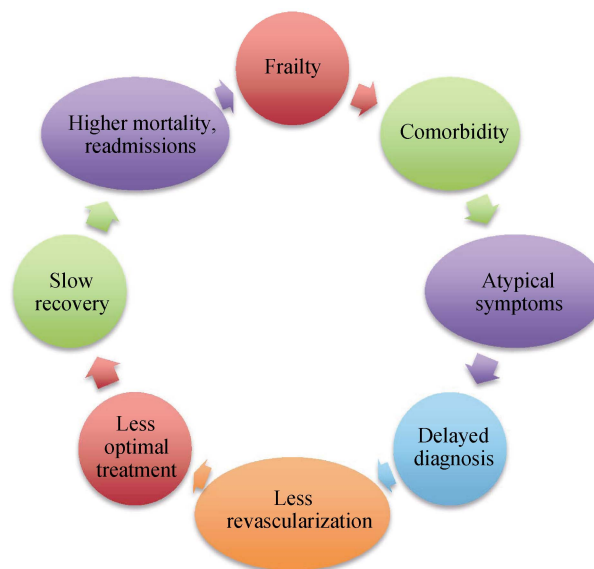 Frailty
Comorbidity
Atypical
symptoms
Delayed
diagnosis
Less
revascularization
Less
optimal
treatment
Slow
recovery
Higher mortality,
readmissions